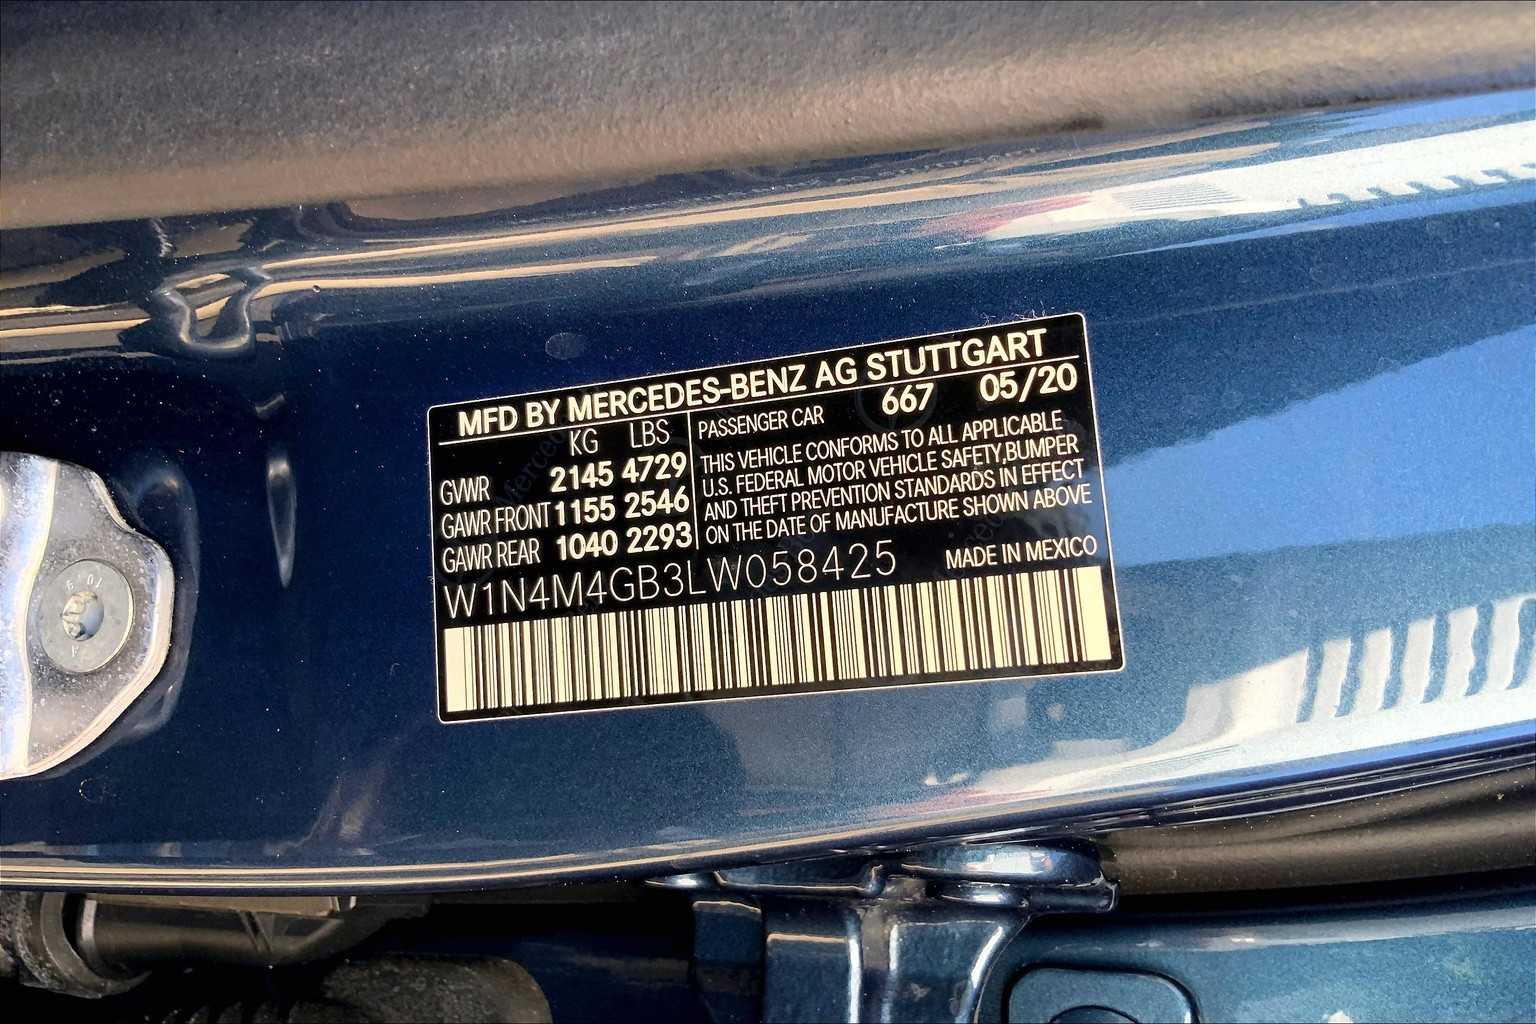 MFD BY MERCEDES-BENZ AG STUTTGART
KG LBS
GVWR 2145 4729
GAWR FRONT 1155 2546
GAWR REAR 1040 2293
PASSENGER CAR 667 05/20
THIS VEHICLE CONFORMS TO ALL APPLICABLE
U.S. FEDERAL MOTOR VEHICLE SAFETY,BUMPER
AND THEFT PREVENTION STANDARDS IN EFFECT
ON THE DATE OF MANUFACTURE SHOWN ABOVE
W1N4M4GB3LW058425
MADE IN MEXICO